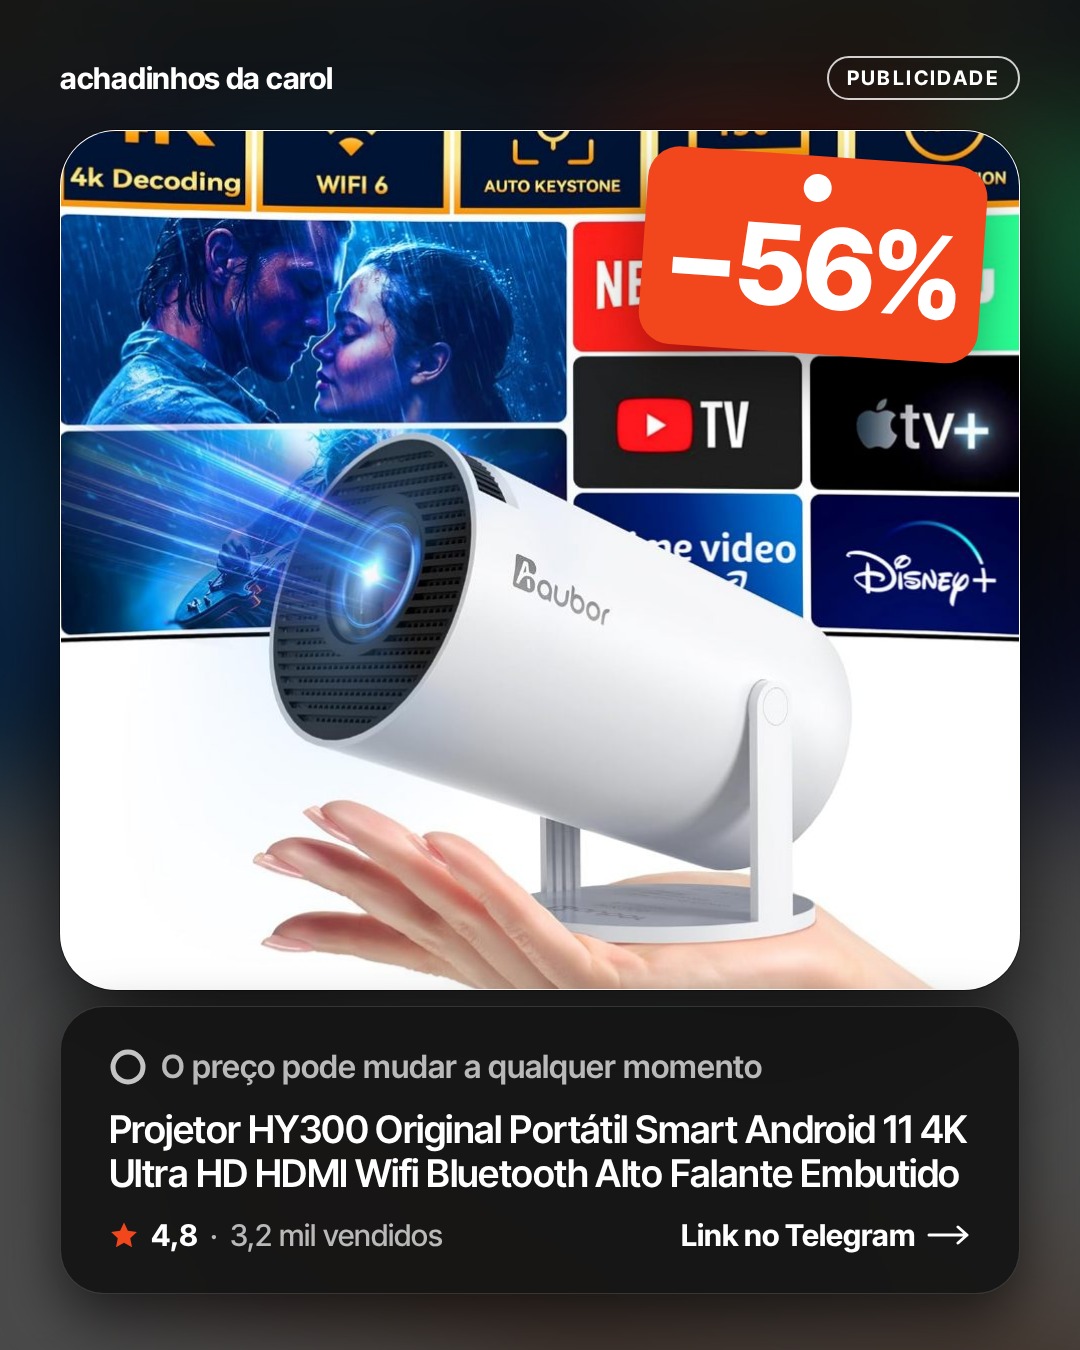 achadinhos da carol
PUBLICIDADE
4k Decoding
WIFI 6
AUTO KEYSTONE
−56%
TV
tv+
video
Disney+
Baubor
O preço pode mudar a qualquer momento
Projetor HY300 Original Portátil Smart Android 11 4K
Ultra HD HDMI Wifi Bluetooth Alto Falante Embutido
4,8 · 3,2 mil vendidos
Link no Telegram →